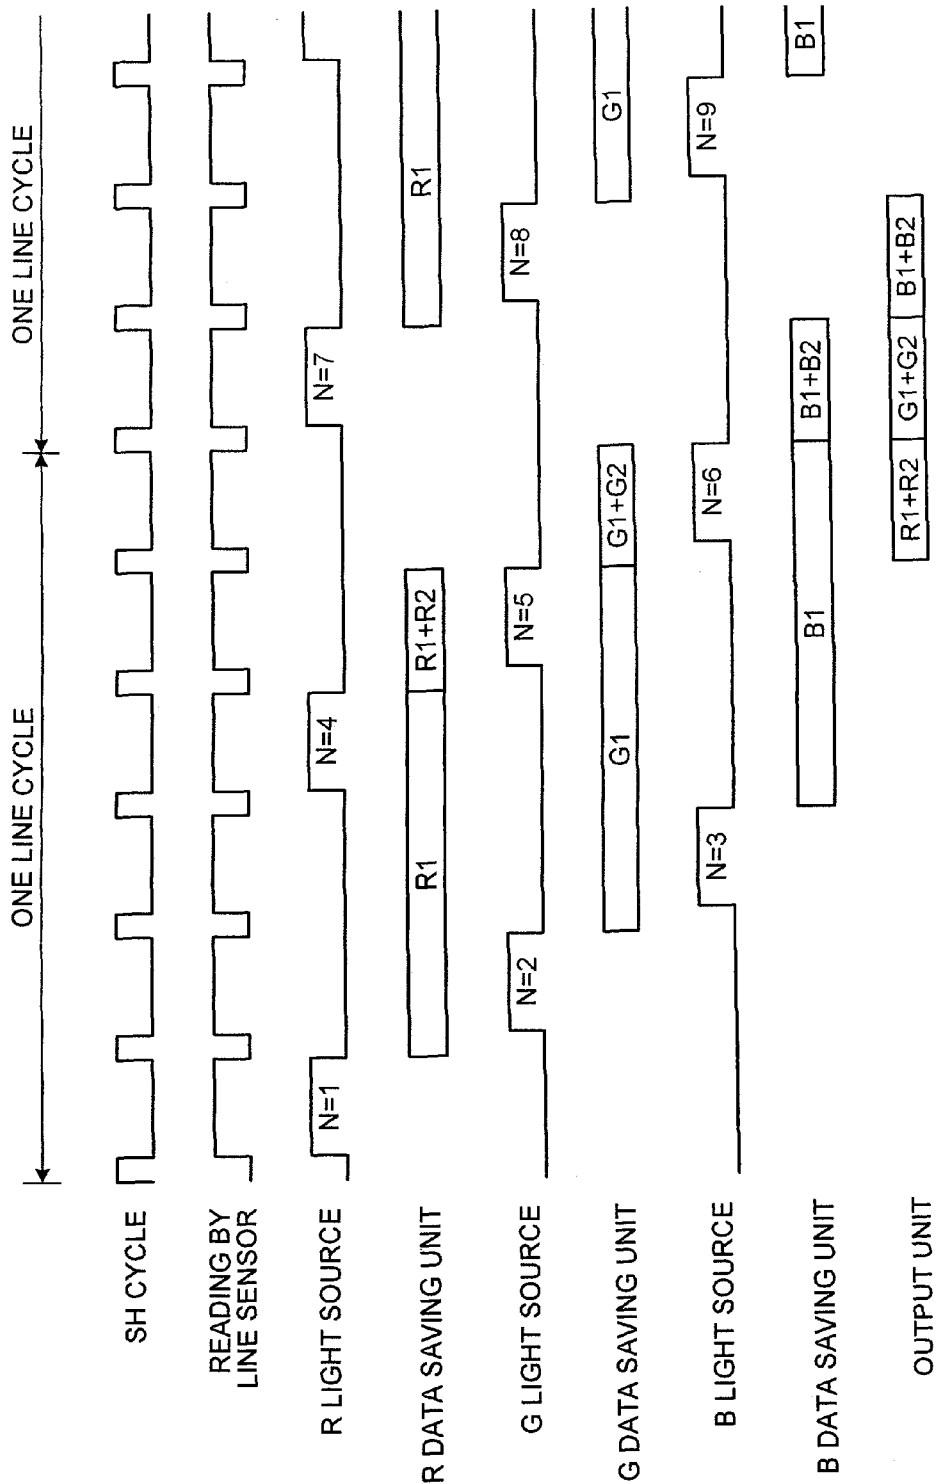 ONE LINE CYCLE
ONE LINE CYCLE
SH CYCLE
READING BY
LINE SENSOR
R LIGHT SOURCE
N=1
N=4
N=7
R DATA SAVING UNIT
R1
R1+R2
R1
G LIGHT SOURCE
N=2
N=5
N=8
G DATA SAVING UNIT
G1
G1+G2
G1
B LIGHT SOURCE
N=3
N=6
N=9
B DATA SAVING UNIT
B1
B1+B2
B1
OUTPUT UNIT
R1+R2
G1+G2
B1+B2